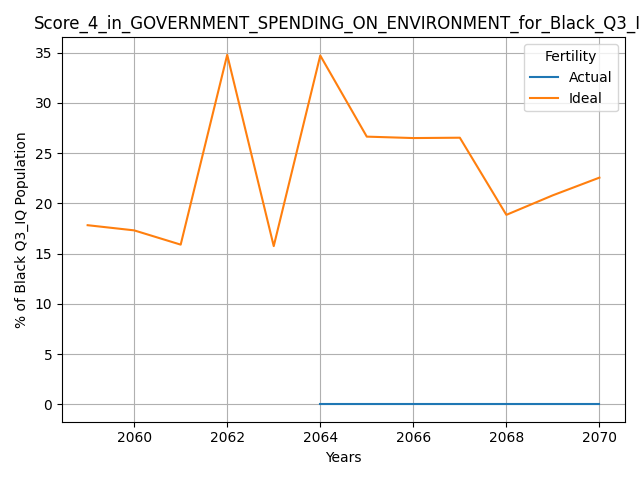 Score_4_in_GOVERNMENT_SPENDING_ON_ENVIRONMENT_for_Black_Q3_I
Fertility
Actual
Ideal
% of Black Q3_IQ Population
35
30
25
20
15
10
5
0
2060 2062 2064 2066 2068 2070
Years